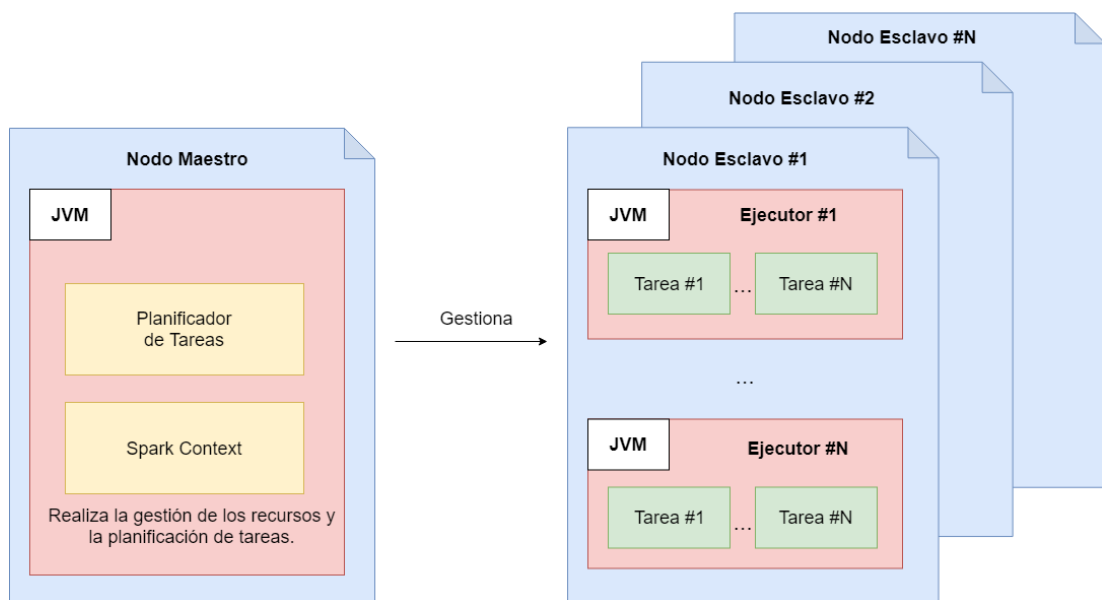 Nodo Maestro
JVM
Planificador
de Tareas
Spark Context
Realiza la gestión de los recursos y
la planificación de tareas.
Gestiona
Nodo Esclavo #N
Nodo Esclavo #2
Nodo Esclavo #1
JVM
Ejecutor #1
Tarea #1
...
Tarea #N
...
JVM
Ejecutor #N
Tarea #1
...
Tarea #N